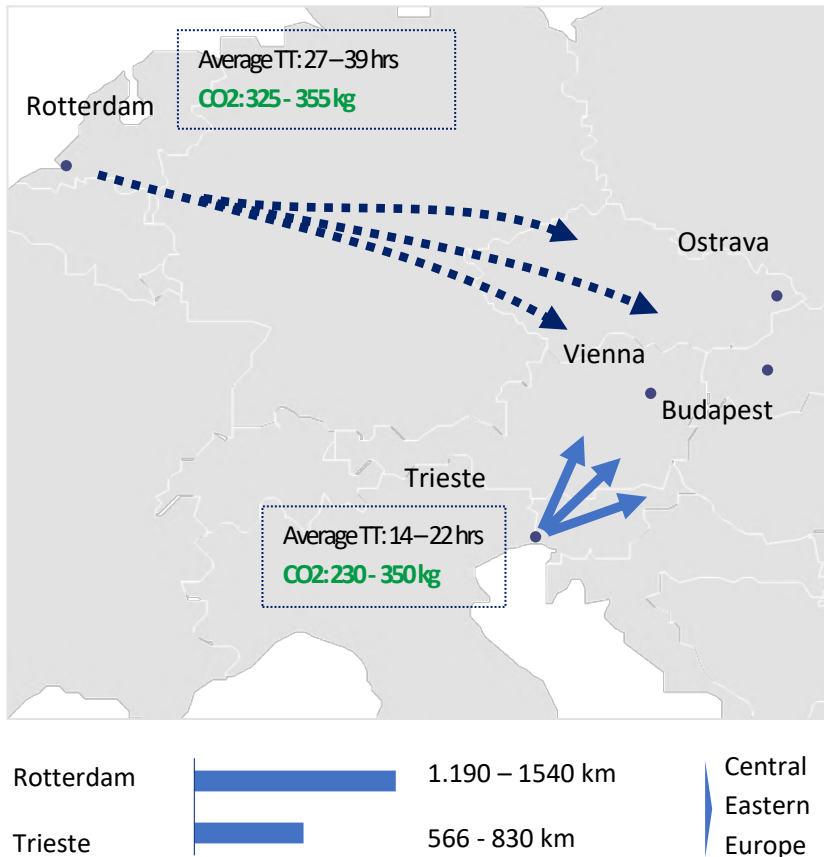 Average TT: 27 – 39 hrs
CO2: 325 - 355 kg
Rotterdam
Ostrava
Vienna
Budapest
Trieste
Average TT: 14 – 22 hrs
CO2: 230 - 350 kg
Rotterdam
1.190 – 1540 km
Trieste
566 - 830 km
Central
Eastern
Europe